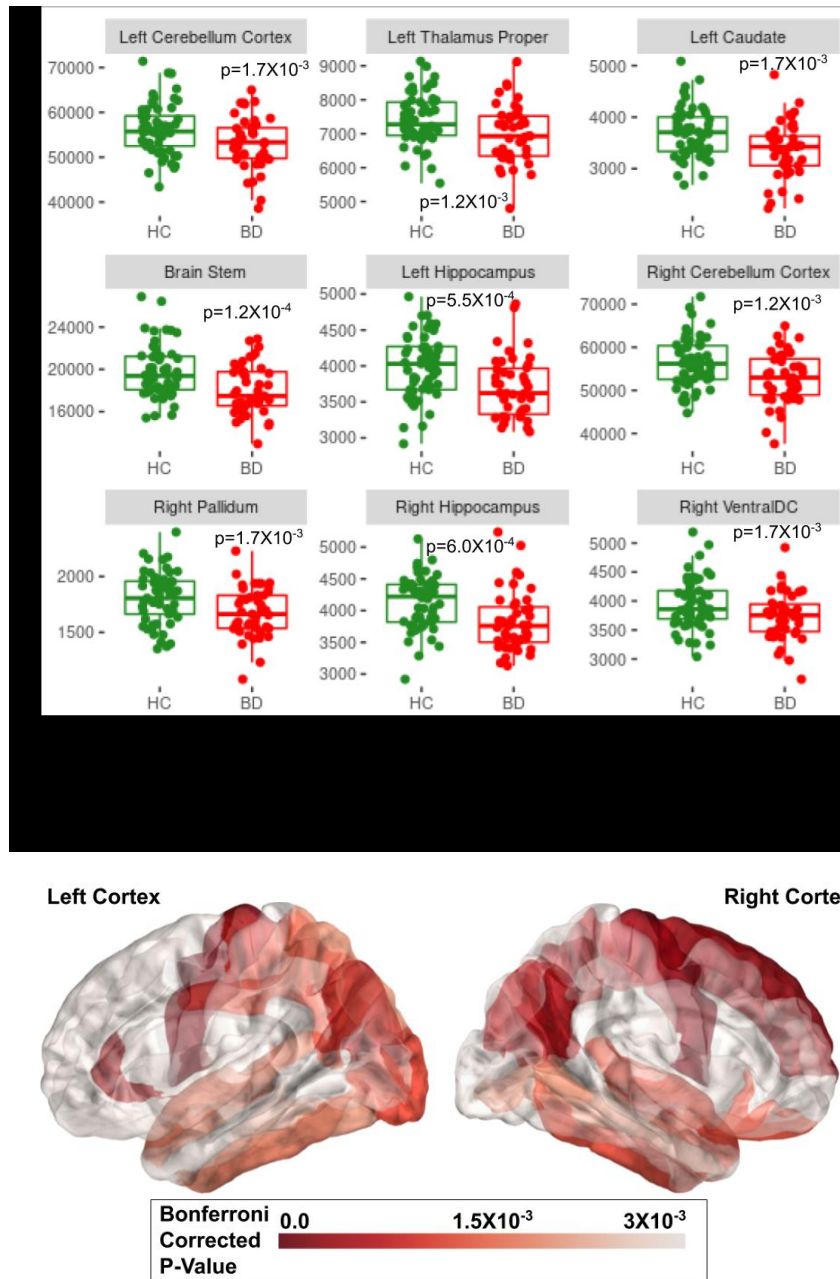 Left Cerebellum Cortex
Left Thalamus Proper
Left Caudate
70000
60000
50000
40000
p=1.7X10⁻³
HC
BD
9000
8000
7000
6000
5000
p=1.2X10⁻³
HC
BD
5000
4000
3000
p=1.7X10⁻³
HC
BD
Brain Stem
Left Hippocampus
Right Cerebellum Cortex
24000
20000
16000
p=1.2X10⁻⁴
HC
BD
5000
4500
4000
3500
3000
p=5.5X10⁻⁴
HC
BD
70000
60000
50000
40000
p=1.2X10⁻³
HC
BD
Right Pallidum
Right Hippocampus
Right VentralDC
2000
1500
p=1.7X10⁻³
HC
BD
5000
4500
4000
3500
3000
p=6.0X10⁻⁴
HC
BD
5000
4500
4000
3500
3000
p=1.7X10⁻³
HC
BD
Left Cortex
Right Corte
Bonferroni
Corrected
P-Value
0.0
1.5X10⁻³
3X10⁻³